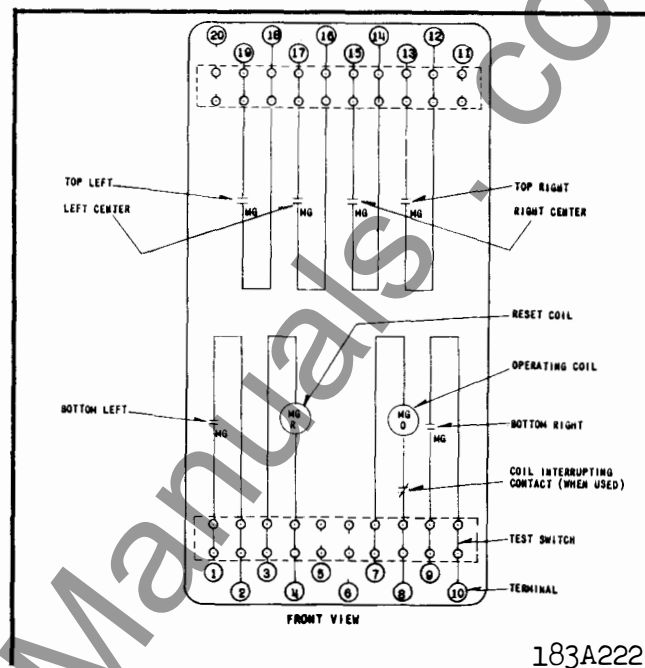 20 18 16 14 12
19 17 15 13 11
TOP LEFT
LEFT CENTER
MG MG MG MG
TOP RIGHT
RIGHT CENTER
RESET COIL
OPERATING COIL
BOTTOM LEFT
MG
MG
R
MG
O
MG
BOTTOM RIGHT
COIL INTERRUPTING
CONTACT (WHEN USED)
TEST SWITCH
1 3 5 7 9
2 4 6 8 10
TERMINAL
FRONT VIEW
183A222
Manuals.co